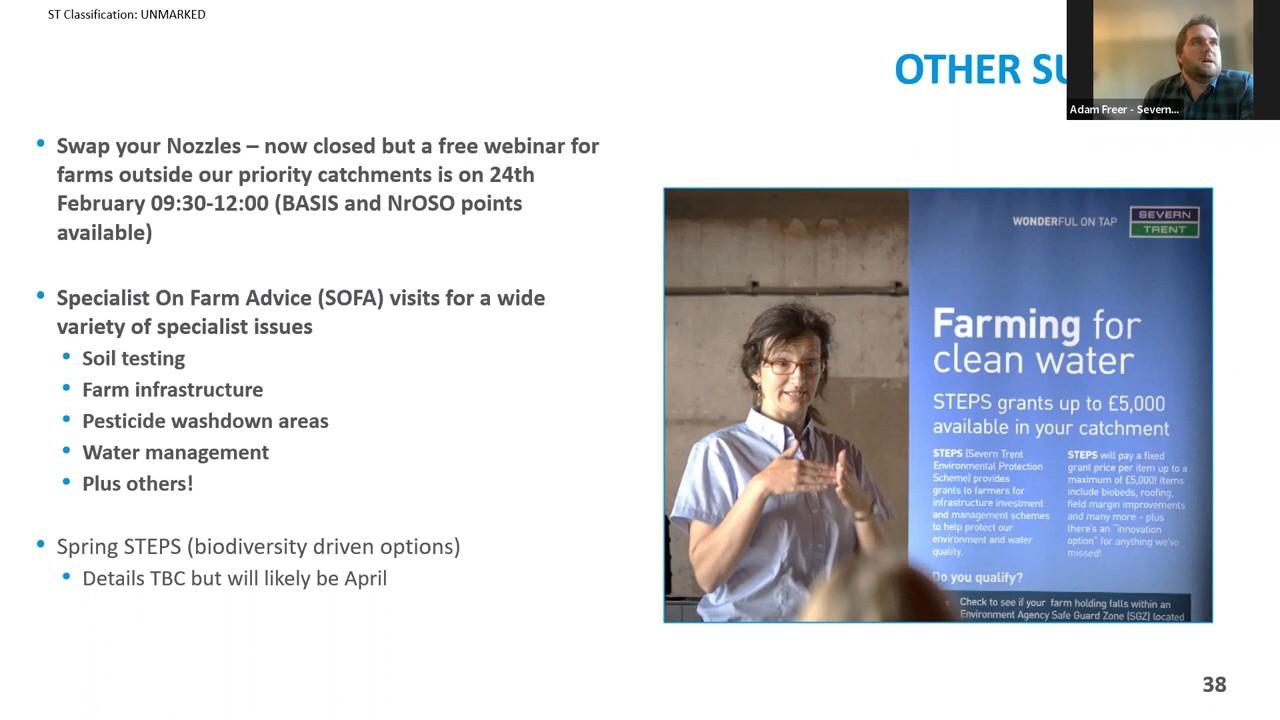 ST Classification: UNMARKED
OTHER SU
Adam Freer - Severn...
• Swap your Nozzles – now closed but a free webinar for
farms outside our priority catchments is on 24th
February 09:30-12:00 (BASIS and NrOSO points
available)
• Specialist On Farm Advice (SOFA) visits for a wide
variety of specialist issues
• Soil testing
• Farm infrastructure
• Pesticide washdown areas
• Water management
• Plus others!
• Spring STEPS (biodiversity driven options)
• Details TBC but will likely be April
WONDERFUL ON TAP
SEVERN
TRENT
Farming for
clean water
STEPS grants up to £5,000
available in your catchment
STEPS (Severn Trent
Environmental Protection
Scheme) provides
grants to farmers for
infrastructure investment
and management schemes
to help protect our
environment and water
quality.
STEPS will pay a fixed
grant price per item up to a
maximum of £5,000! Items
include biobeds, roofing,
field margin improvements
and many more - plus
there's an "innovation
option" for anything we've
missed!
Do you qualify?
Check to see if your farm holding falls within an
Environment Agency Safe Guard Zone (SGZ) located
38